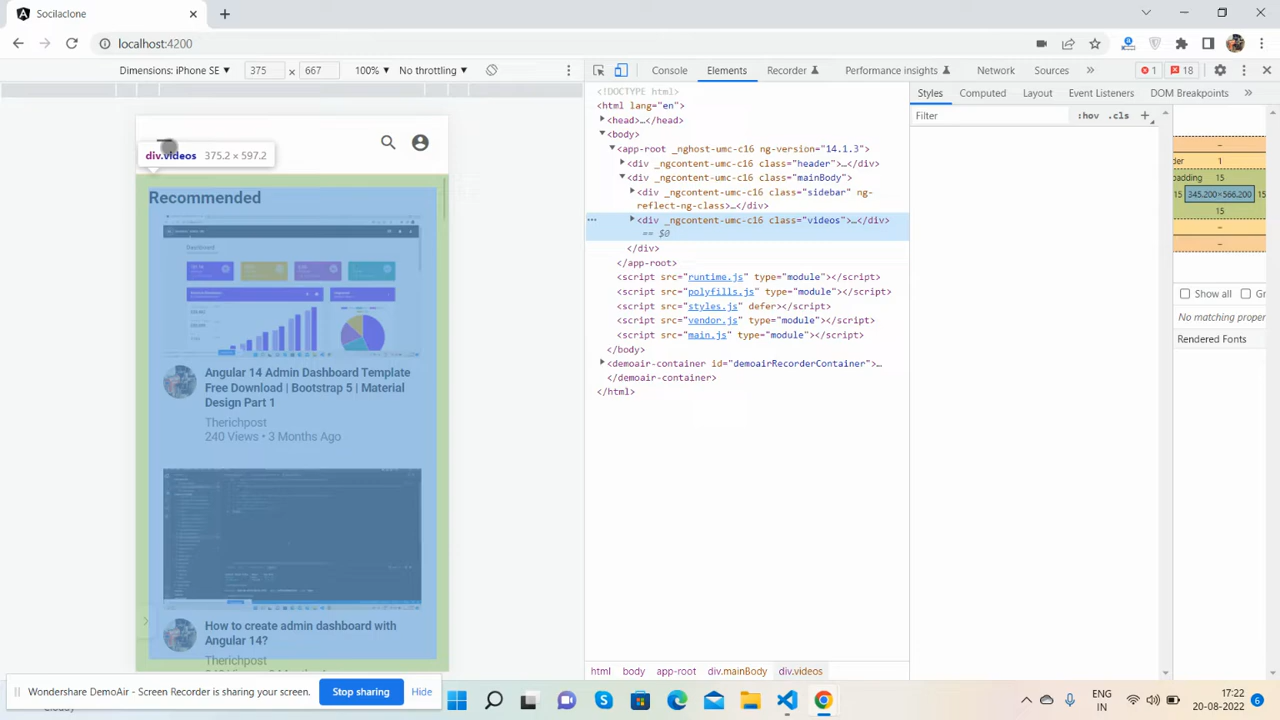 Socilaclone
localhost:4200
Dimensions: iPhone SE 375 × 667 100% No throttling
Console Elements Recorder Performance insights Network Sources 1 18
Styles Computed Layout Event Listeners DOM Breakpoints
Filter :hov .cls
<!DOCTYPE html>
<html lang="en">
<head>…</head>
<body>
<app-root _nghost-umc-c16 ng-version="14.1.3">
<div _ngcontent-umc-c16 class="header">…</div>
<div _ngcontent-umc-c16 class="mainBody">
<div _ngcontent-umc-c16 class="sidebar" ng-
reflect-ng-class>…</div>
<div _ngcontent-umc-c16 class="videos">…</div>
== $0
</div>
</app-root>
<script src="runtime.js" type="module"></script>
<script src="polyfills.js" type="module"></script>
<script src="styles.js" defer></script>
<script src="vendor.js" type="module"></script>
<script src="main.js" type="module"></script>
</body>
<demoair-container id="demoairRecorderContainer">…
</demoair-container>
</html>
div.videos 375.2 × 597.2
Recommended
Dashboard
Angular 14 Admin Dashboard Template
Free Download | Bootstrap 5 | Material
Design Part 1
Therichpost
240 Views • 3 Months Ago
How to create admin dashboard with
Angular 14?
Therichpost
der 1
padding 15
15 345.200×566.200 15
15
Show all Gr
No matching proper
Rendered Fonts
html body app-root div.mainBody div.videos
Wondershare DemoAir - Screen Recorder is sharing your screen. Stop sharing Hide
Cloudy
ENG
IN
17:22
20-08-2022
6